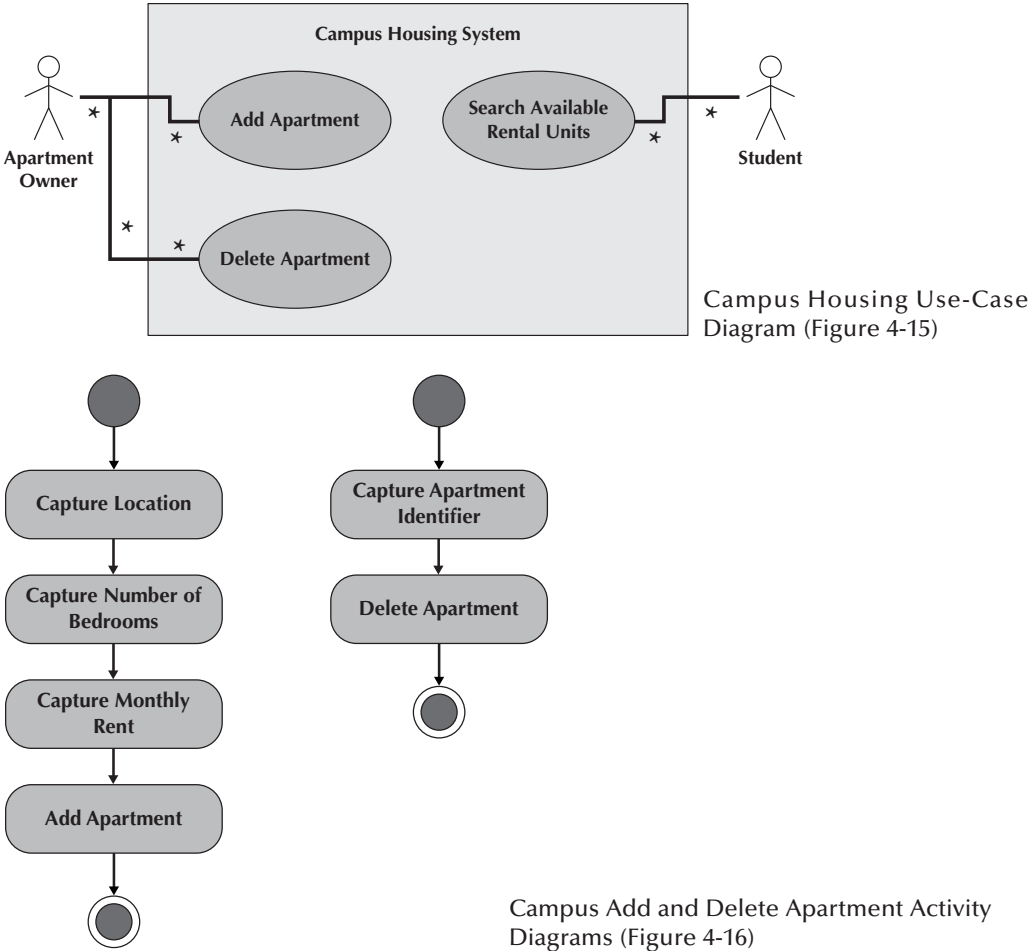 Campus Housing System
Add Apartment
Search Available
Rental Units
*
*
*
*
Apartment
Owner
Student
*
*
Delete Apartment
Campus Housing Use-Case
Diagram (Figure 4-15)
Capture Location
Capture Number of
Bedrooms
Capture Monthly
Rent
Add Apartment
Capture Apartment
Identifier
Delete Apartment
Campus Add and Delete Apartment Activity
Diagrams (Figure 4-16)